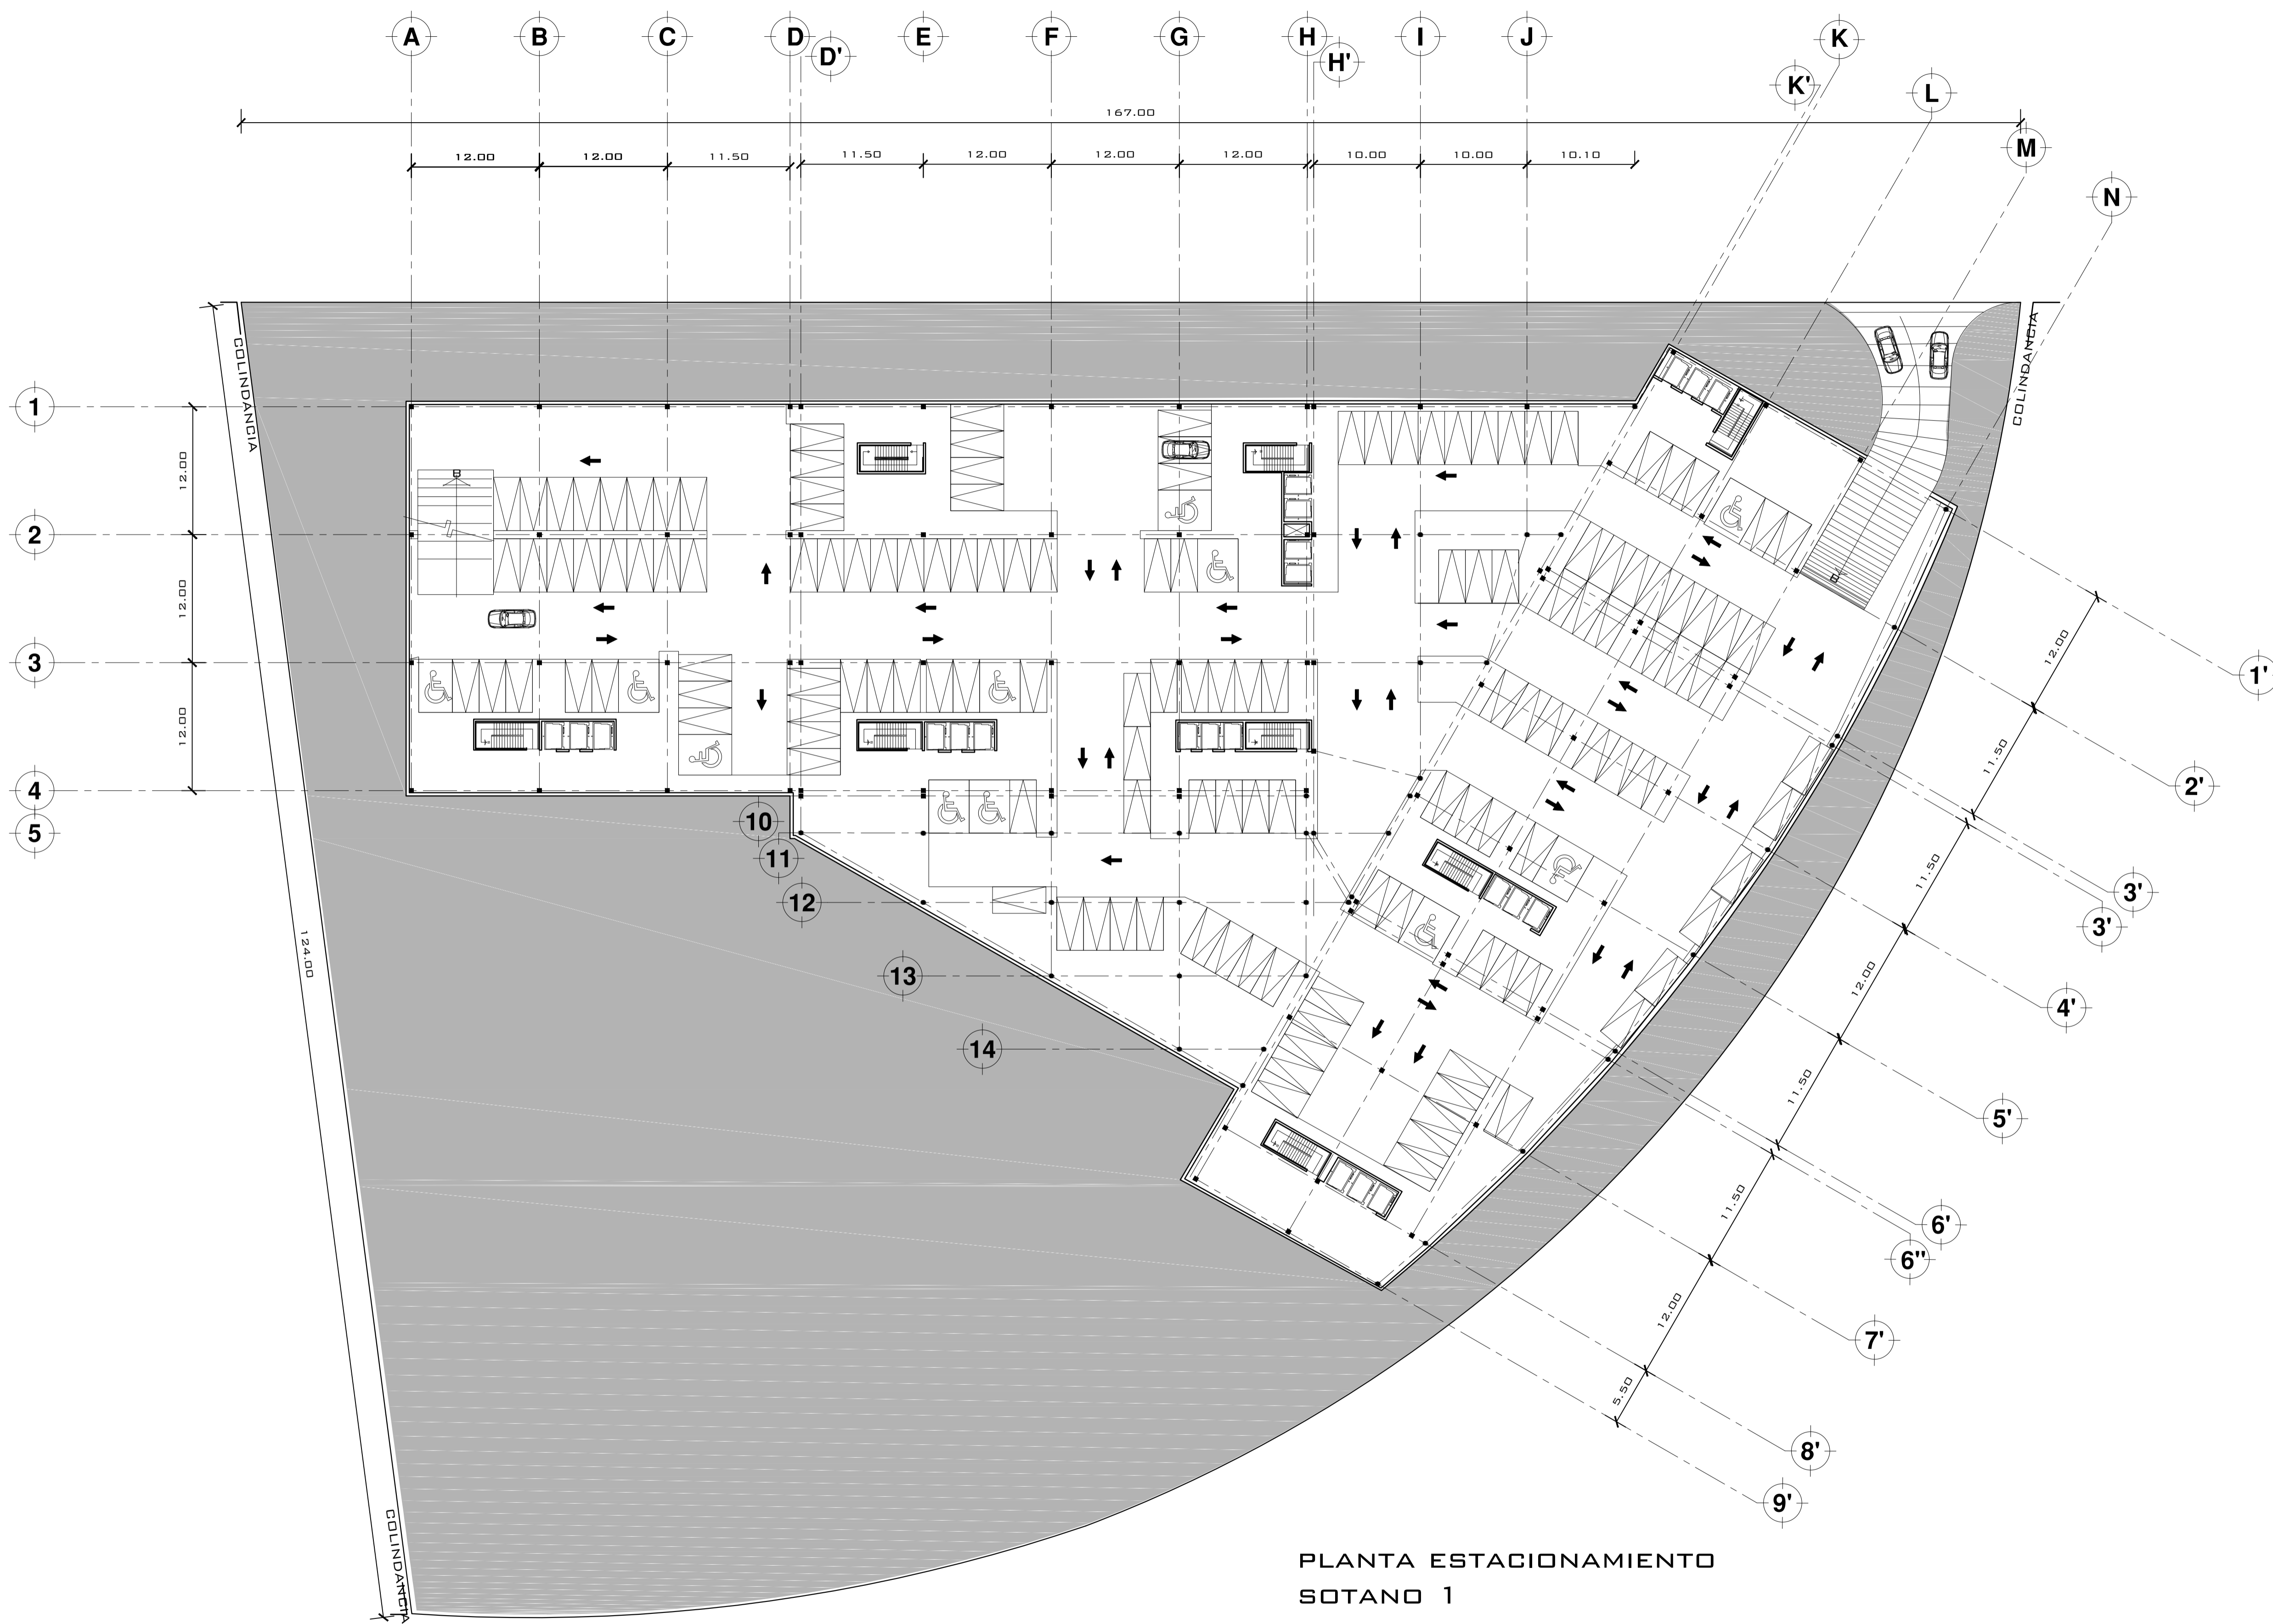 A
B
C
D
D'
E
F
G
H
H'
I
J
K
K'
L
M
N
167.00
12.00
12.00
11.50
11.50
12.00
12.00
12.00
10.00
10.00
10.10
COLINDANCIA
COLINDANCIA
1
2
3
4
5
12.00
12.00
12.00
B
B
10
11
12
13
14
124.00
12.00
11.50
11.50
12.00
11.50
11.50
12.00
5.50
1'
2'
3'
3'
4'
5'
6'
6"
7'
8'
9'
COLINDANCIA
PLANTA ESTACIONAMIENTO
SOTANO 1